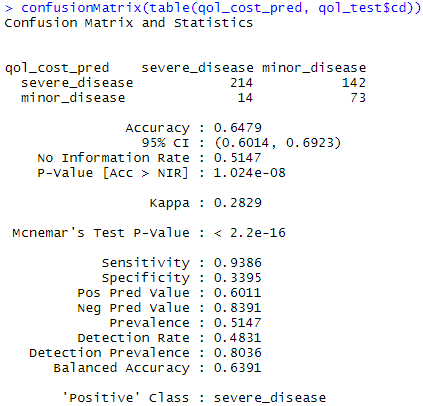 > confusionMatrix(table(qol_cost_pred, qol_test$cd))
Confusion Matrix and Statistics
qol_cost_pred    severe_disease minor_disease
  severe_disease            214           142
  minor_disease              14            73
Accuracy : 0.6479
95% CI : (0.6014, 0.6923)
No Information Rate : 0.5147
P-Value [Acc > NIR] : 1.024e-08
Kappa : 0.2829
Mcnemar's Test P-Value : < 2.2e-16
Sensitivity : 0.9386
Specificity : 0.3395
Pos Pred Value : 0.6011
Neg Pred Value : 0.8391
Prevalence : 0.5147
Detection Rate : 0.4831
Detection Prevalence : 0.8036
Balanced Accuracy : 0.6391
'Positive' Class : severe_disease